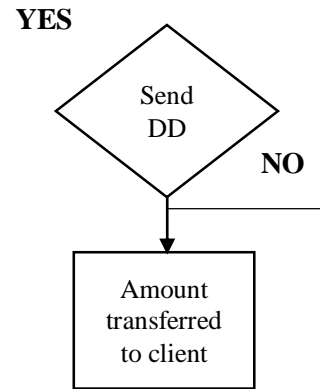 YES
Send
DD
NO
Amount
transferred
to client